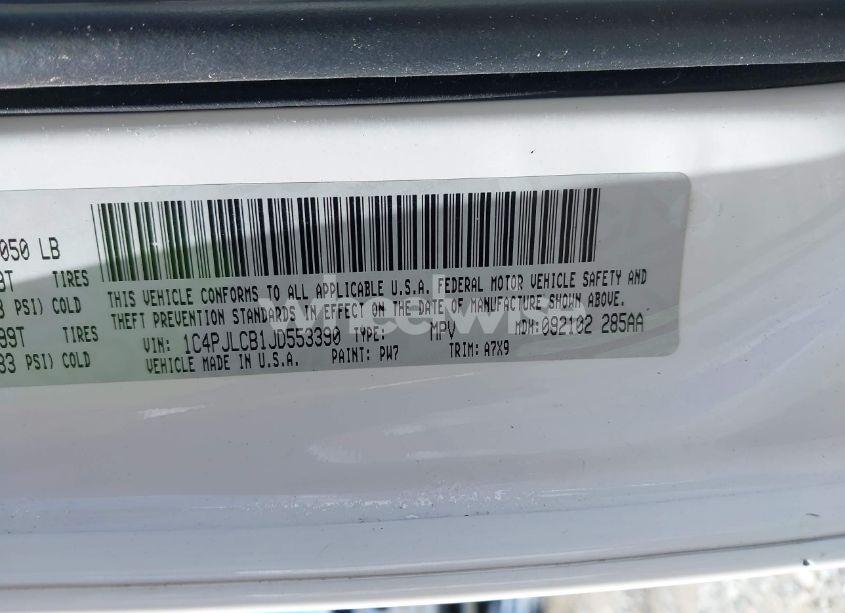 050 LB
TIRES
PSI) COLD
99T TIRES
33 PSI) COLD
THIS VEHICLE CONFORMS TO ALL APPLICABLE U.S.A. FEDERAL MOTOR VEHICLE SAFETY AND
THEFT PREVENTION STANDARDS IN EFFECT ON THE DATE OF MANUFACTURE SHOWN ABOVE.
VIN: 1C4PJLCB1JD553390 TYPE: MPV MDH: 092102 285AA
VEHICLE MADE IN U.S.A. PAINT: PW7 TRIM: A7X9
wheelwise